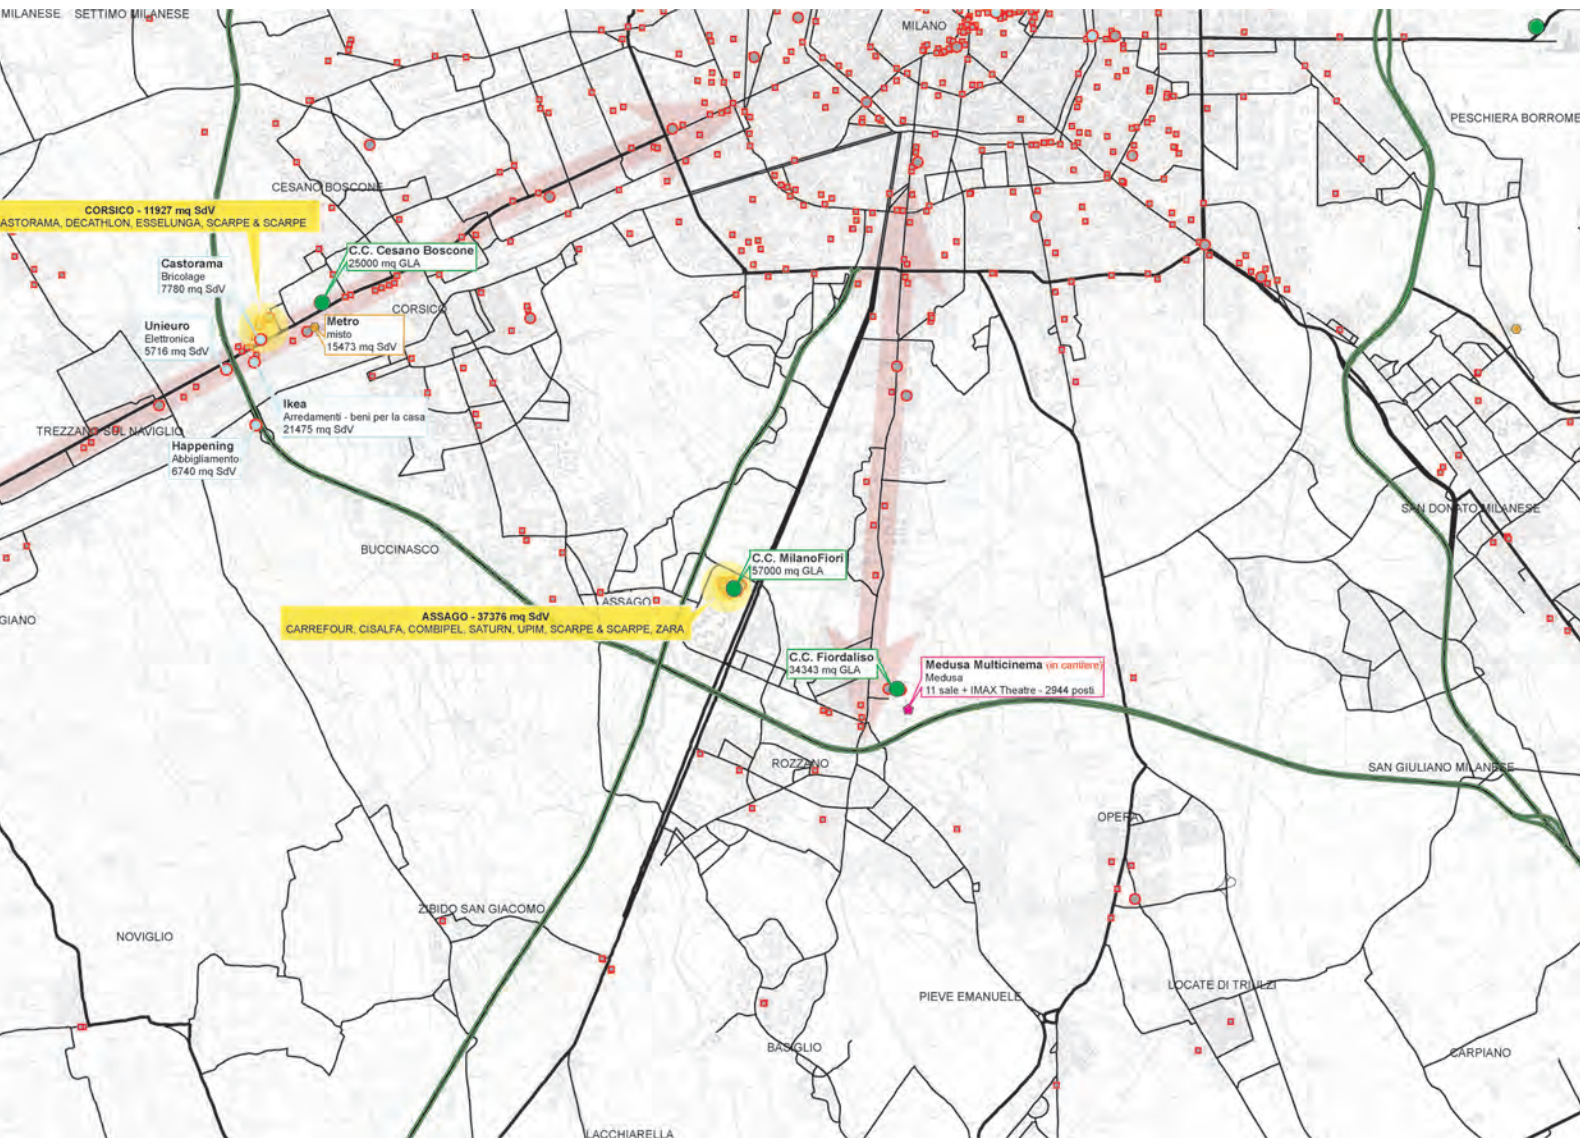 MILANESE
SETTIMO MILANESE
MILANO
PESCHIERA BORROME
CESANO BOSCONE
CORSICO - 11927 mq SdV
ASTORAMA, DECATHLON, ESSELUNGA, SCARPE & SCARPE
C.C. Cesano Boscone
25000 mq GLA
Castorama
Bricolage
7780 mq SdV
CORSICO
Metro
misto
15473 mq SdV
Unieuro
Elettronica
5716 mq SdV
Ikea
Arredamenti - beni per la casa
21475 mq SdV
TREZZANO SUL NAVIGLIO
Happening
Abbigliamento
6740 mq SdV
SAN DONATO MILANESE
BUCCINASCO
C.C. MilanoFiori
57000 mq GLA
ASSAGO
GIANO
ASSAGO - 37376 mq SdV
CARREFOUR, CISALFA, COMBIPEL, SATURN, UPIM, SCARPE & SCARPE, ZARA
C.C. Fiordaliso
34343 mq GLA
Medusa Multicinema (in cantiere)
Medusa
11 sale + IMAX Theatre - 2944 posti
ROZZANO
SAN GIULIANO MILANESE
OPERA
ZIBIDO SAN GIACOMO
NOVIGLIO
LOCATE DI TRIULZI
PIEVE EMANUELE
BASIGLIO
CARPIANO
LACCHIARELLA